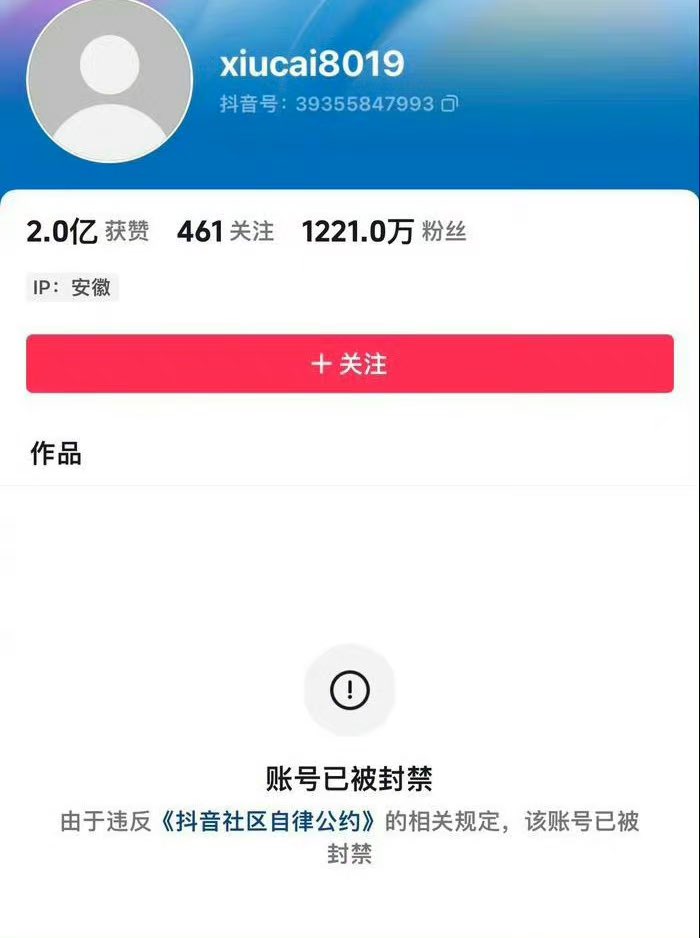 xiucai8019
抖音号：39355847993
2.0亿 获赞 461 关注 1221.0万 粉丝
IP：安徽
+ 关注
作品
账号已被封禁
由于违反《抖音社区自律公约》的相关规定，该账号已被
封禁